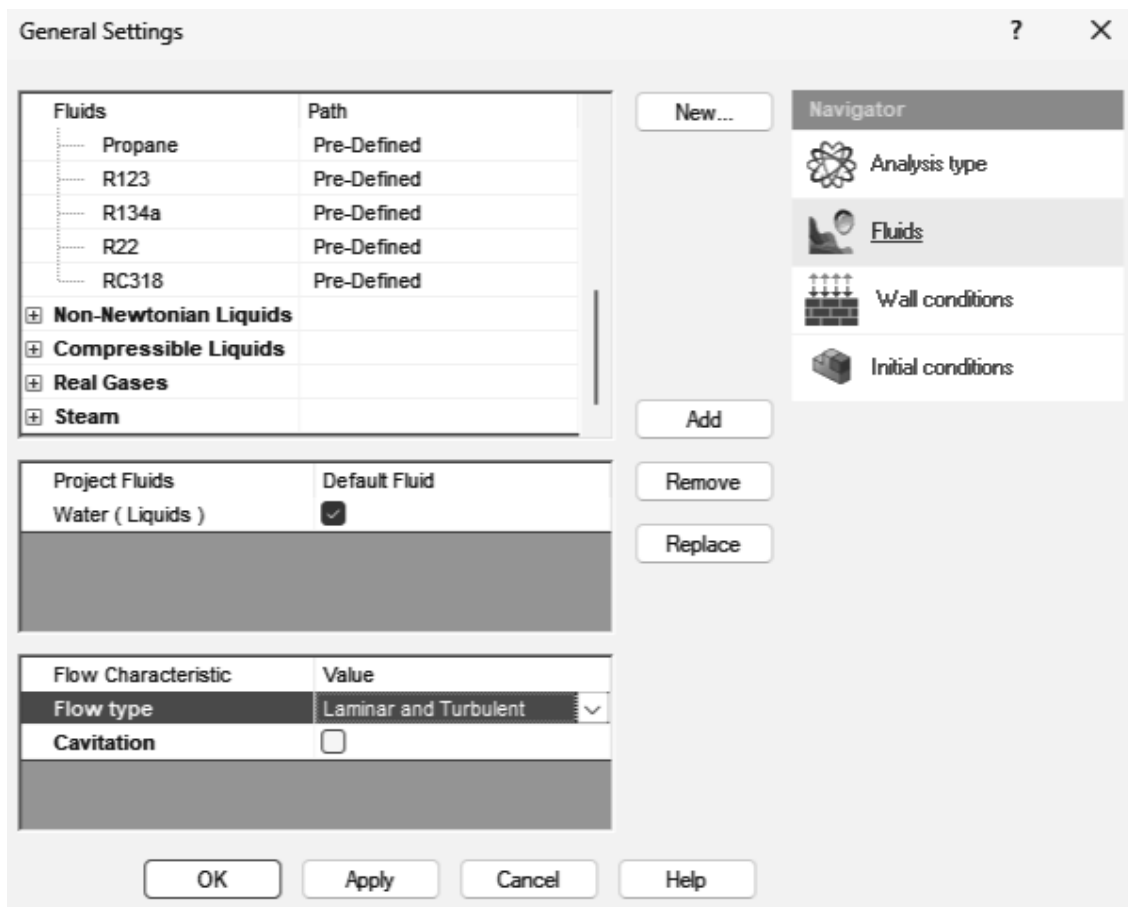 General Settings ? ×
Fluids Path
Propane Pre-Defined
R123 Pre-Defined
R134a Pre-Defined
R22 Pre-Defined
RC318 Pre-Defined
Non-Newtonian Liquids
Compressible Liquids
Real Gases
Steam
New...
Add
Project Fluids Default Fluid
Water ( Liquids )
Remove
Replace
Flow Characteristic Value
Flow type Laminar and Turbulent
Cavitation
Navigator
Analysis type
Fluids
Wall conditions
Initial conditions
OK Apply Cancel Help